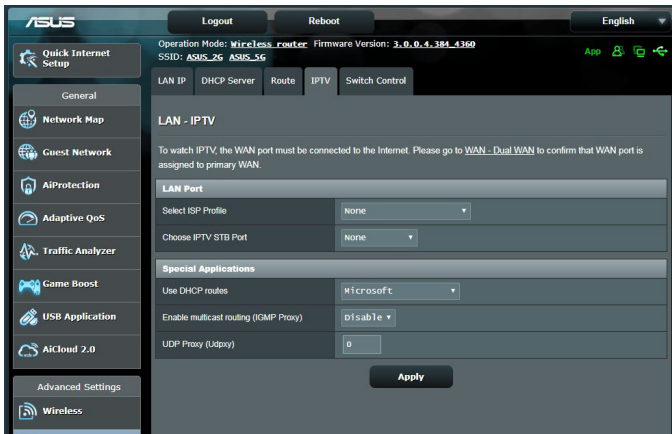 ASUS
Logout
Reboot
English
Quick Internet
Setup
Operation Mode: Wireless router Firmware Version: 3.0.0.4.384_4360
SSID: ASUS_2G ASUS_5G
App
LAN IP
DHCP Server
Route
IPTV
Switch Control
General
Network Map
Guest Network
AiProtection
Adaptive QoS
Traffic Analyzer
Game Boost
USB Application
AiCloud 2.0
Advanced Settings
Wireless
LAN - IPTV
To watch IPTV, the WAN port must be connected to the Internet. Please go to WAN - Dual WAN to confirm that WAN port is
assigned to primary WAN.
LAN Port
Select ISP Profile
None
Choose IPTV STB Port
None
Special Applications
Use DHCP routes
Microsoft
Enable multicast routing (IGMP Proxy)
Disable
UDP Proxy (Udpxy)
0
Apply